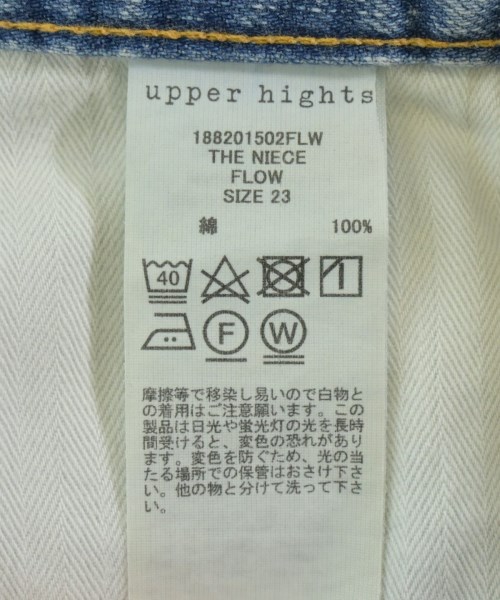 upper hights
188201502FLW
THE NIECE
FLOW
SIZE 23
綿 100%
40
F W
摩擦等で移染し易いので白物と
の着用はご注意願います。この
製品は日光や蛍光灯の光を長時
間受けると、変色の恐れがあり
ます。変色を防ぐため、光の当
たる場所での保管はおさけ下さ
い。他の物と分けて洗って下さ
い。